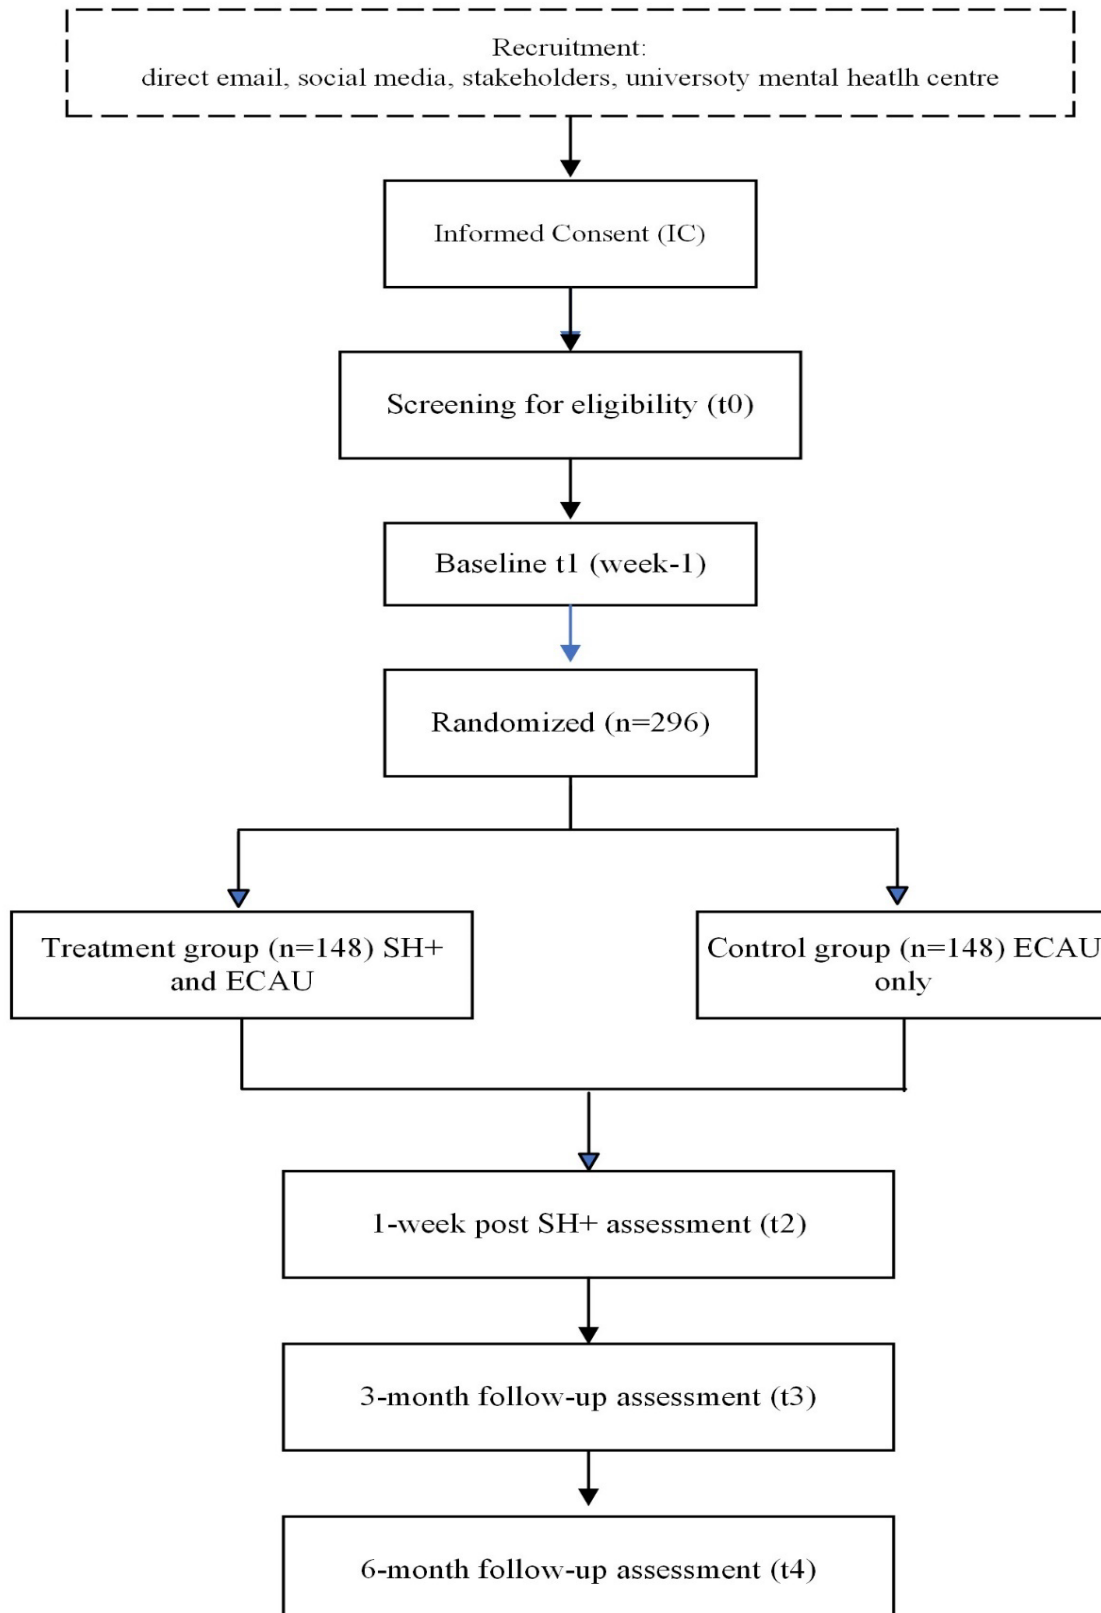 Recruitment:
direct email, social media, stakeholders, universoty mental heatlh centre
Informed Consent (IC)
Screening for eligibility (t0)
Baseline t1 (week-1)
Randomized (n=296)
Treatment group (n=148) SH+
and ECAU
Control group (n=148) ECAU
only
1-week post SH+ assessment (t2)
3-month follow-up assessment (t3)
6-month follow-up assessment (t4)